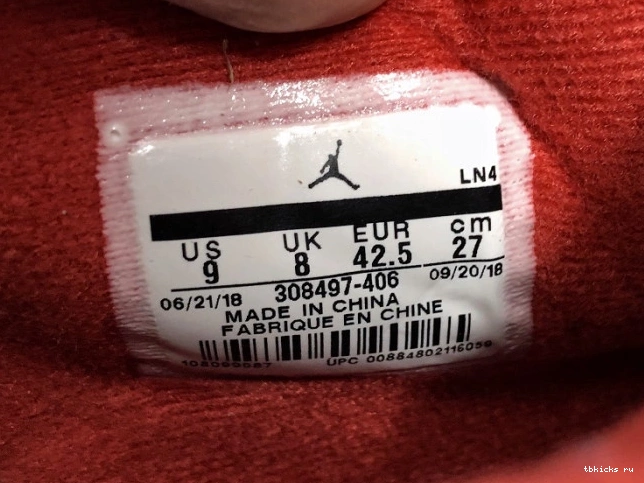 LN4
US UK EUR cm
9 8 42.5 27
06/21/18 308497-406 09/20/18
MADE IN CHINA
FABRIQUE EN CHINE
UPC 00884802116059
tbkicks ru